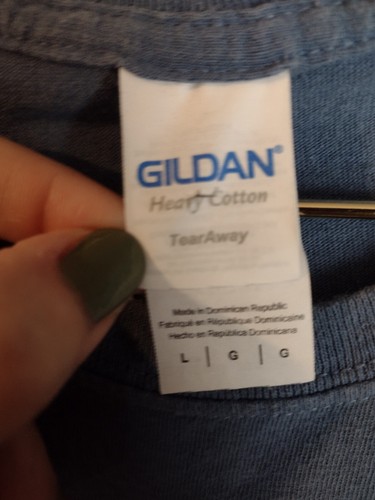 GILDAN®
Heavy Cotton
TearAway
Made in Dominican Republic
Fabriqué en République Dominicaine
Hecho en República Dominicana
L | G | G